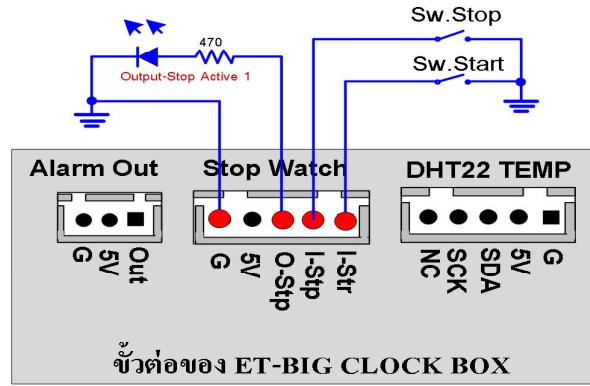 Sw.Stop
470
Output-Stop Active 1
Sw.Start
Alarm Out
Stop Watch
DHT22 TEMP
G
5V
Out
G
5V
O-Stp
I-Stp
I-Str
NC
SCK
SDA
5V
G
ขั้วต่อของ ET-BIG CLOCK BOX